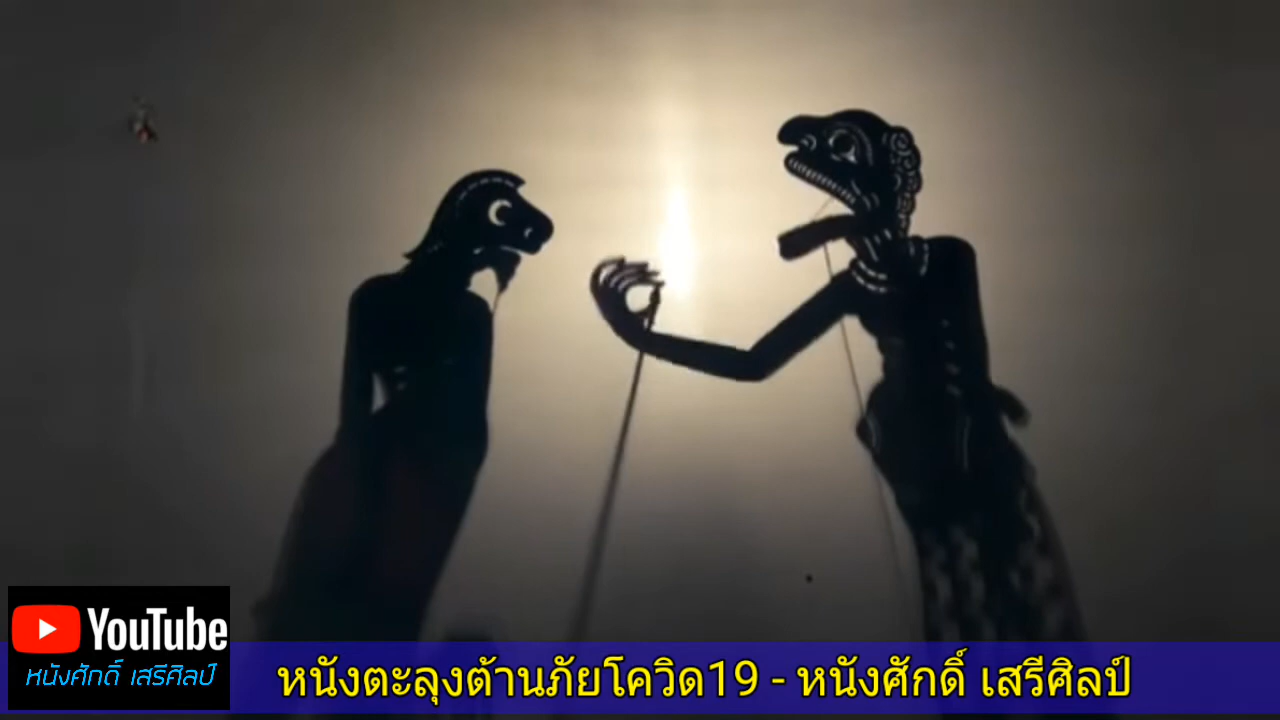 YouTube
หนังศักดิ์ เสรีศิลป์
หนังตะลุงต้านภัยโควิด19 - หนังศักดิ์ เสรีศิลป์